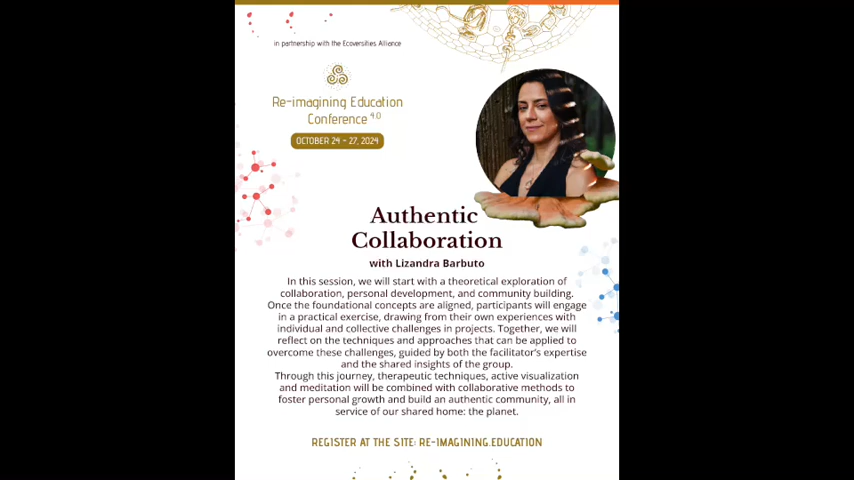 in partnership with the Ecoversities Alliance
Re-imagining Education
Conference 4.0
OCTOBER 24 - 27, 2024
Authentic
Collaboration
with Lizandra Barbuto
In this session, we will start with a theoretical exploration of
collaboration, personal development, and community building.
Once the foundational concepts are aligned, participants will engage
in a practical exercise, drawing from their own experiences with
individual and collective challenges in projects. Together, we will
reflect on the techniques and approaches that can be applied to
overcome these challenges, guided by both the facilitator's expertise
and the shared insights of the group.
Through this journey, therapeutic techniques, active visualization
and meditation will be combined with collaborative methods to
foster personal growth and build an authentic community, all in
service of our shared home: the planet.
REGISTER AT THE SITE: RE-IMAGINING.EDUCATION